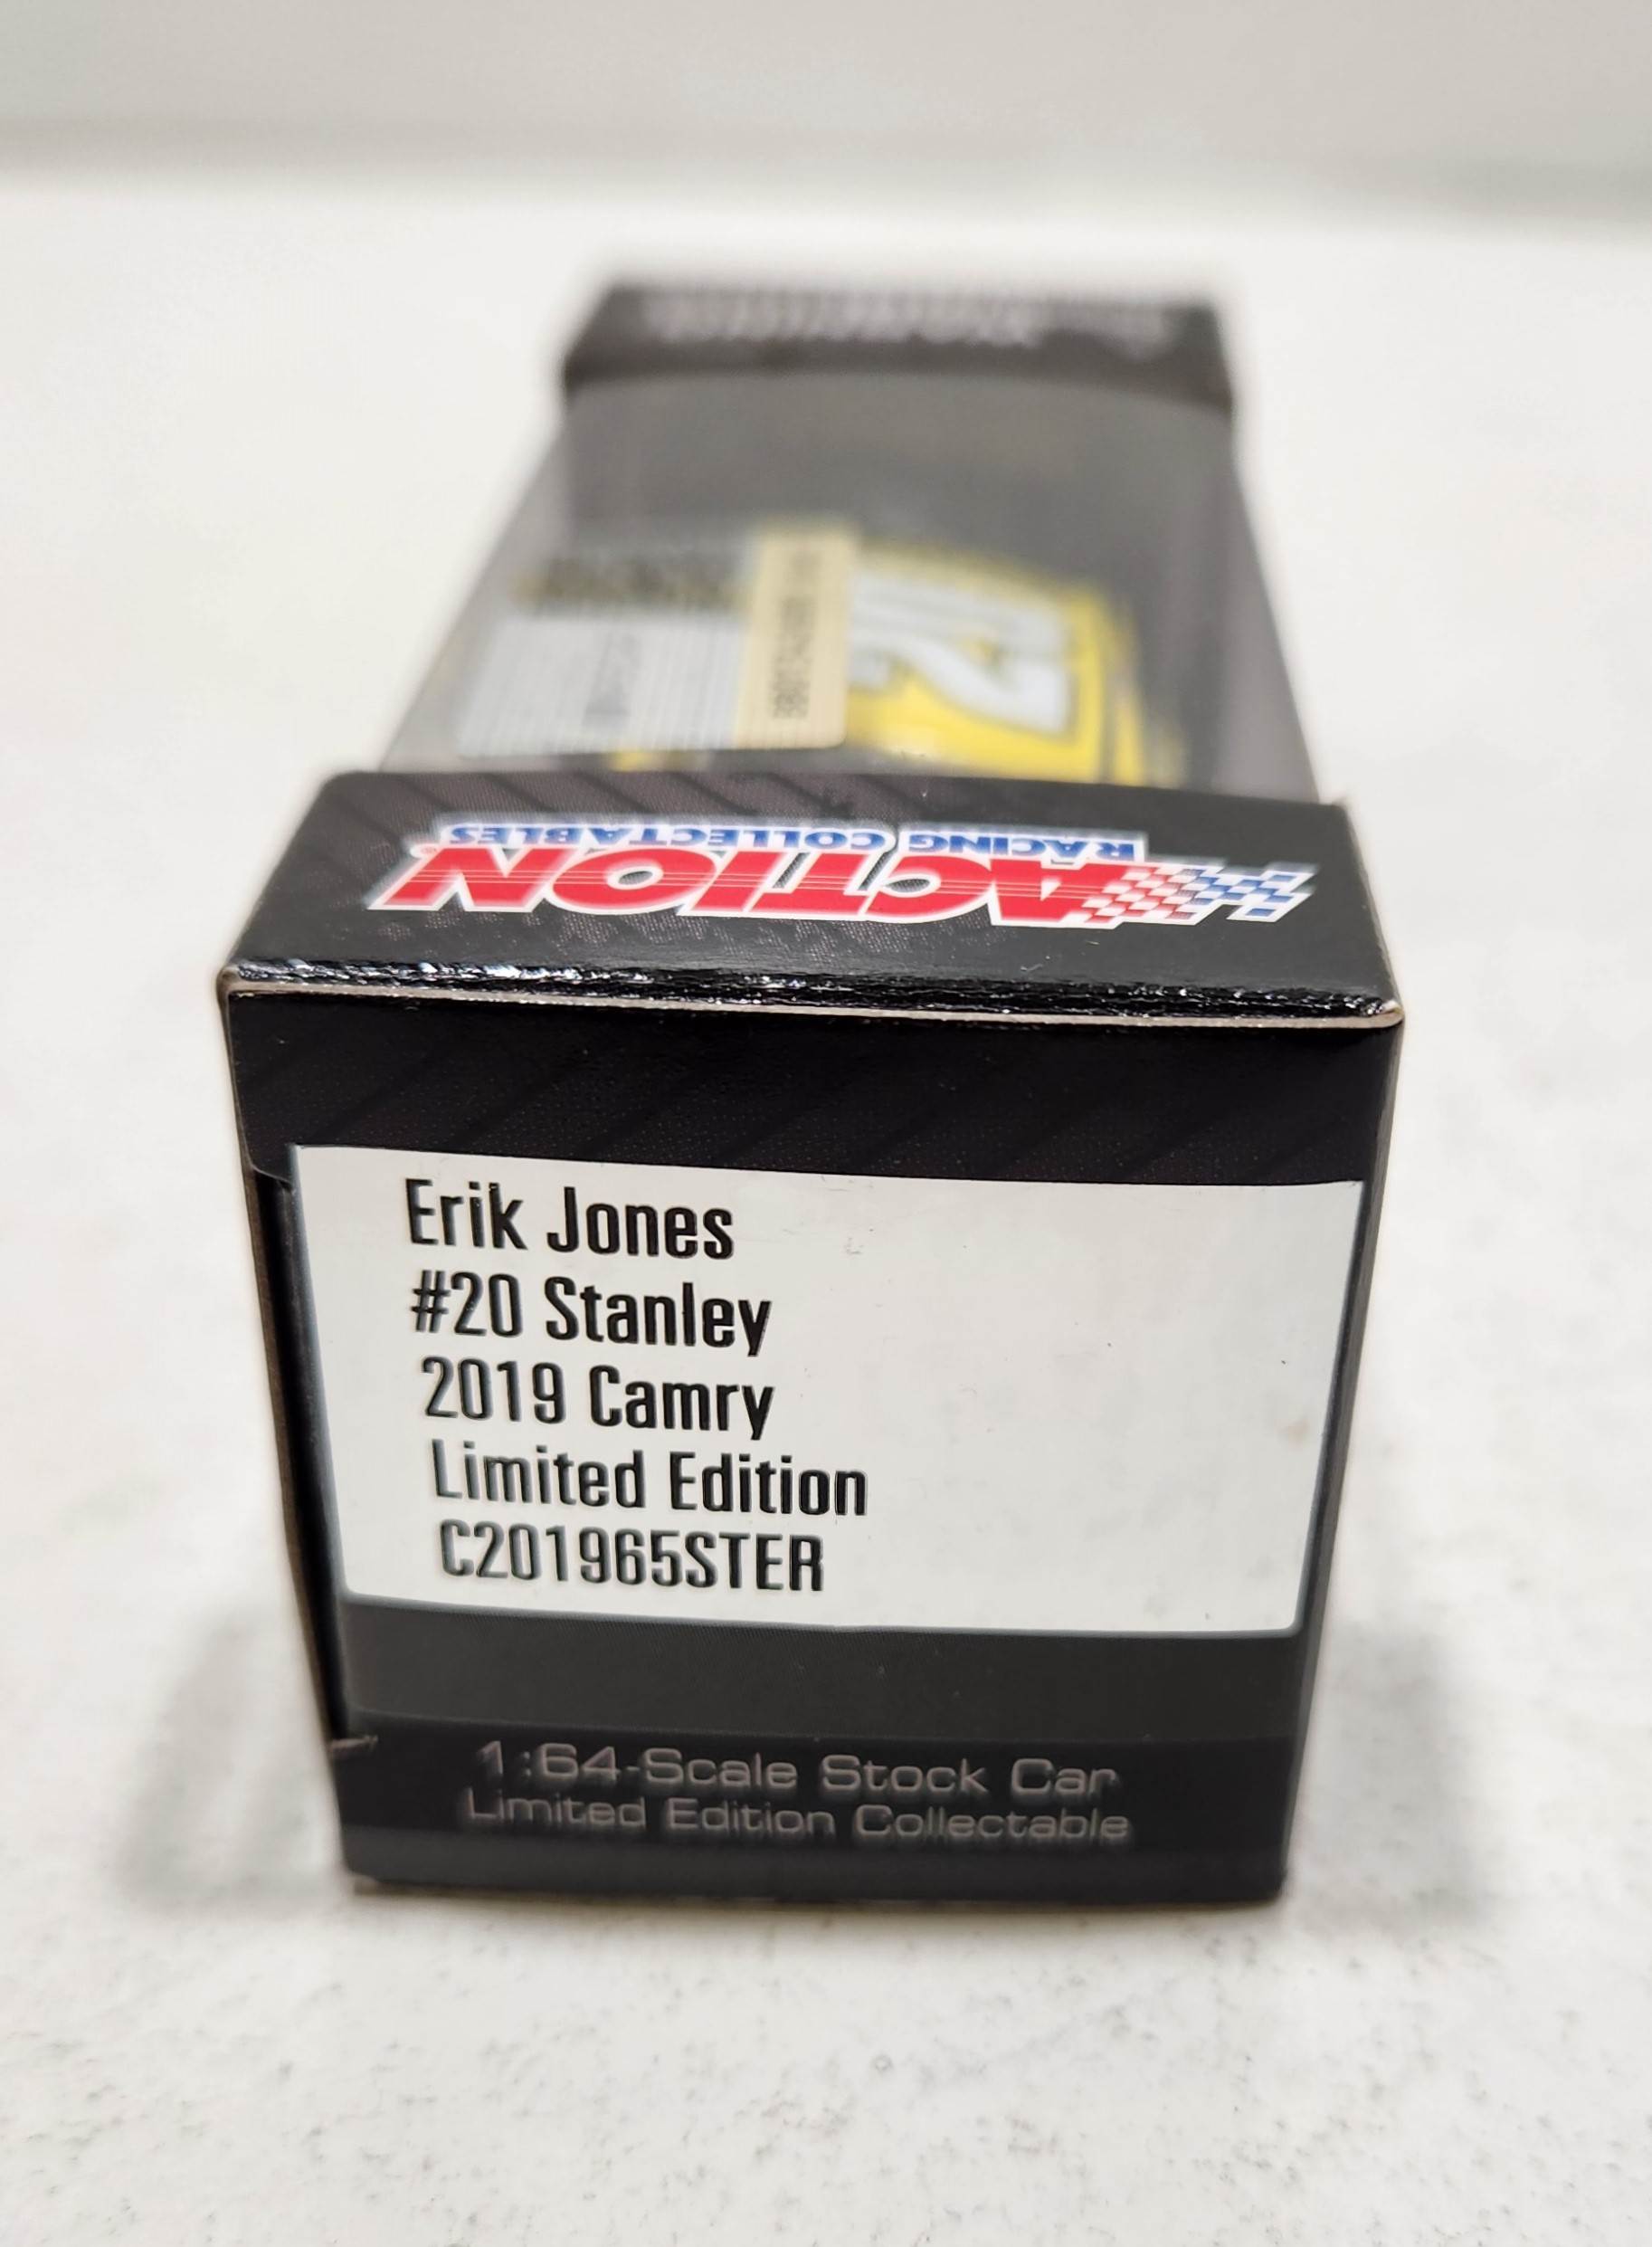 20
ACTION
RACING COLLECTABLES
Erik Jones
#20 Stanley
2019 Camry
Limited Edition
C201965STER
1:64-Scale Stock Car
Limited Edition Collectable